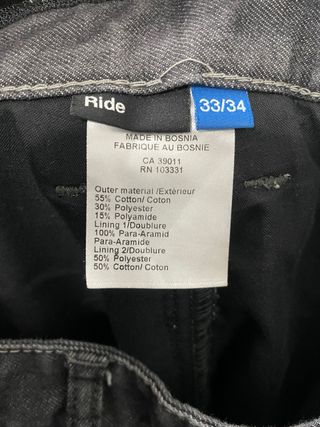 Ride
33/34
MADE IN BOSNIA
FABRIQUE AU BOSNIE
CA 39011
RN 103331
Outer material /Extérieur
55% Cotton/ Coton
30% Polyester
15% Polyamide
Lining 1/Doublure
100% Para-Aramid
Para-Aramide
Lining 2/Doublure
50% Polyester
50% Cotton/ Coton